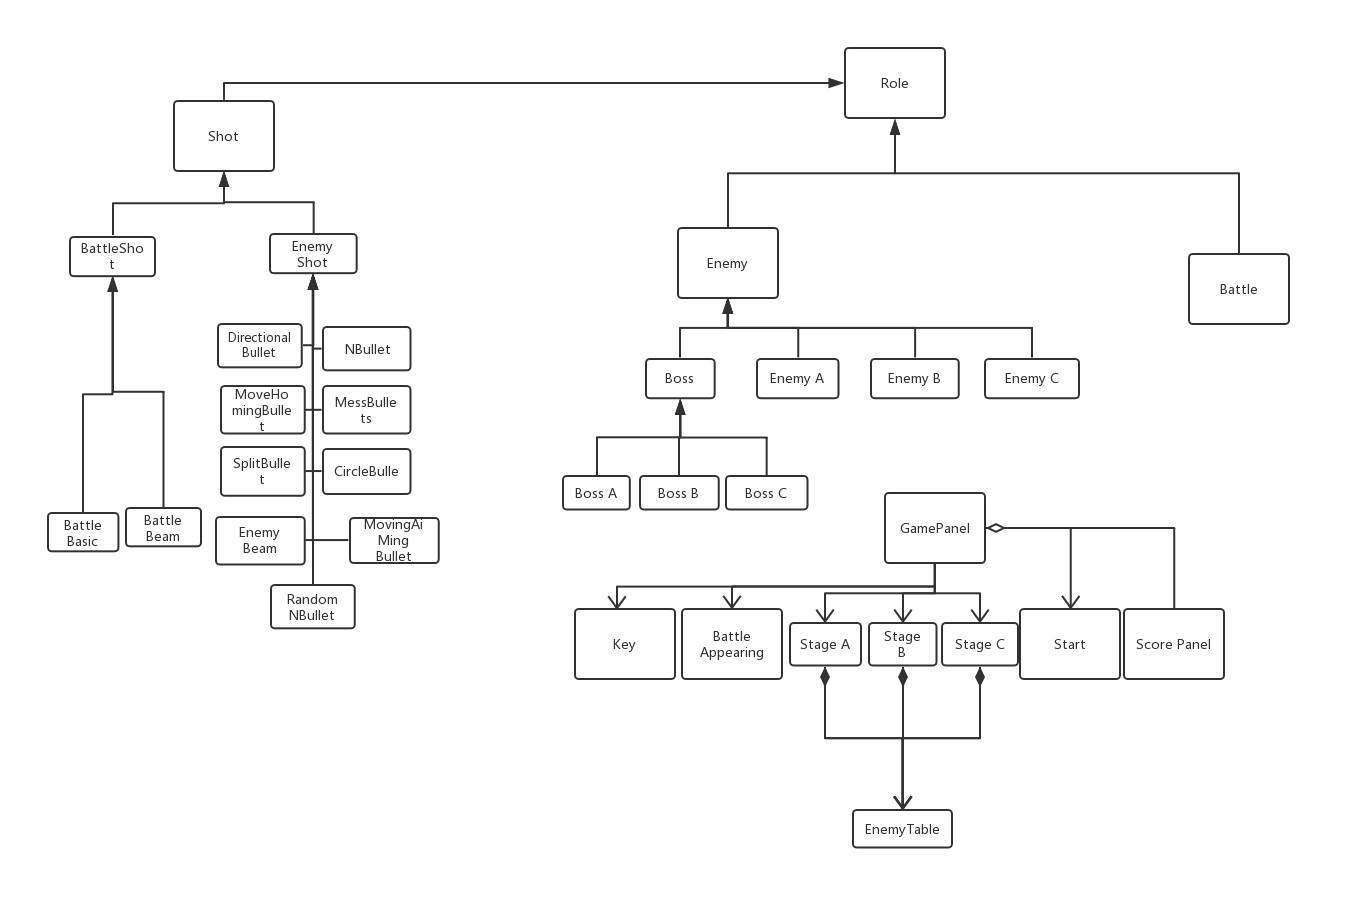 Role
Shot
BattleSho
t
Enemy
Shot
Enemy
Battle
Directional
Bullet
NBullet
MoveHo
mingBulle
t
MessBulle
ts
SplitBulle
t
CircleBulle
Enemy
Beam
MovingAi
Ming
Bullet
Random
NBullet
Battle
Basic
Battle
Beam
Boss
Enemy A
Enemy B
Enemy C
Boss A
Boss B
Boss C
GamePanel
Key
Battle
Appearing
Stage A
Stage
B
Stage C
Start
Score Panel
EnemyTable